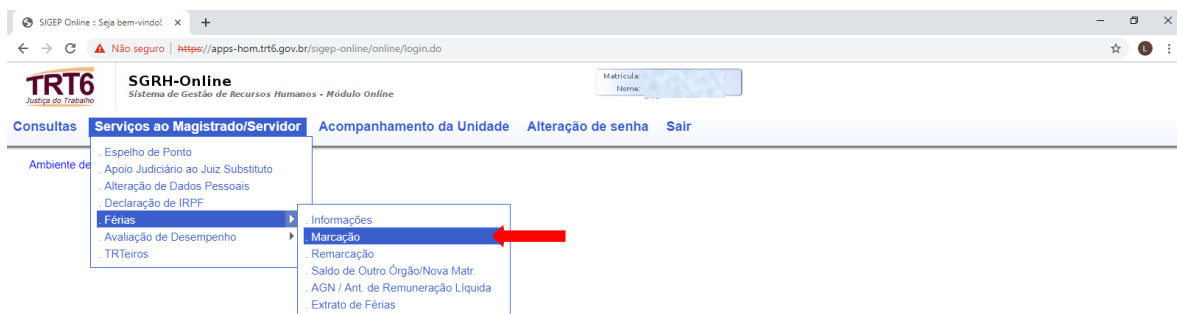 SIGEP Online :: Seja bem-vindo!
Não seguro | https://apps-hom.trt6.gov.br/sigep-online/online/login.do
L
TRT6
Justiça do Trabalho
SGRH-Online
Sistema de Gestão de Recursos Humanos - Módulo Online
Matrícula:
Nome:
Consultas Serviços ao Magistrado/Servidor Acompanhamento da Unidade Alteração de senha Sair
Ambiente de
. Espelho de Ponto
. Apoio Judiciário ao Juiz Substituto
. Alteração de Dados Pessoais
. Declaração de IRPF
. Férias
. Avaliação de Desempenho
. TRTeiros
. Informações
. Marcação
. Remarcação
. Saldo de Outro Órgão/Nova Matr.
. AGN / Ant. de Remuneração Líquida
. Extrato de Férias